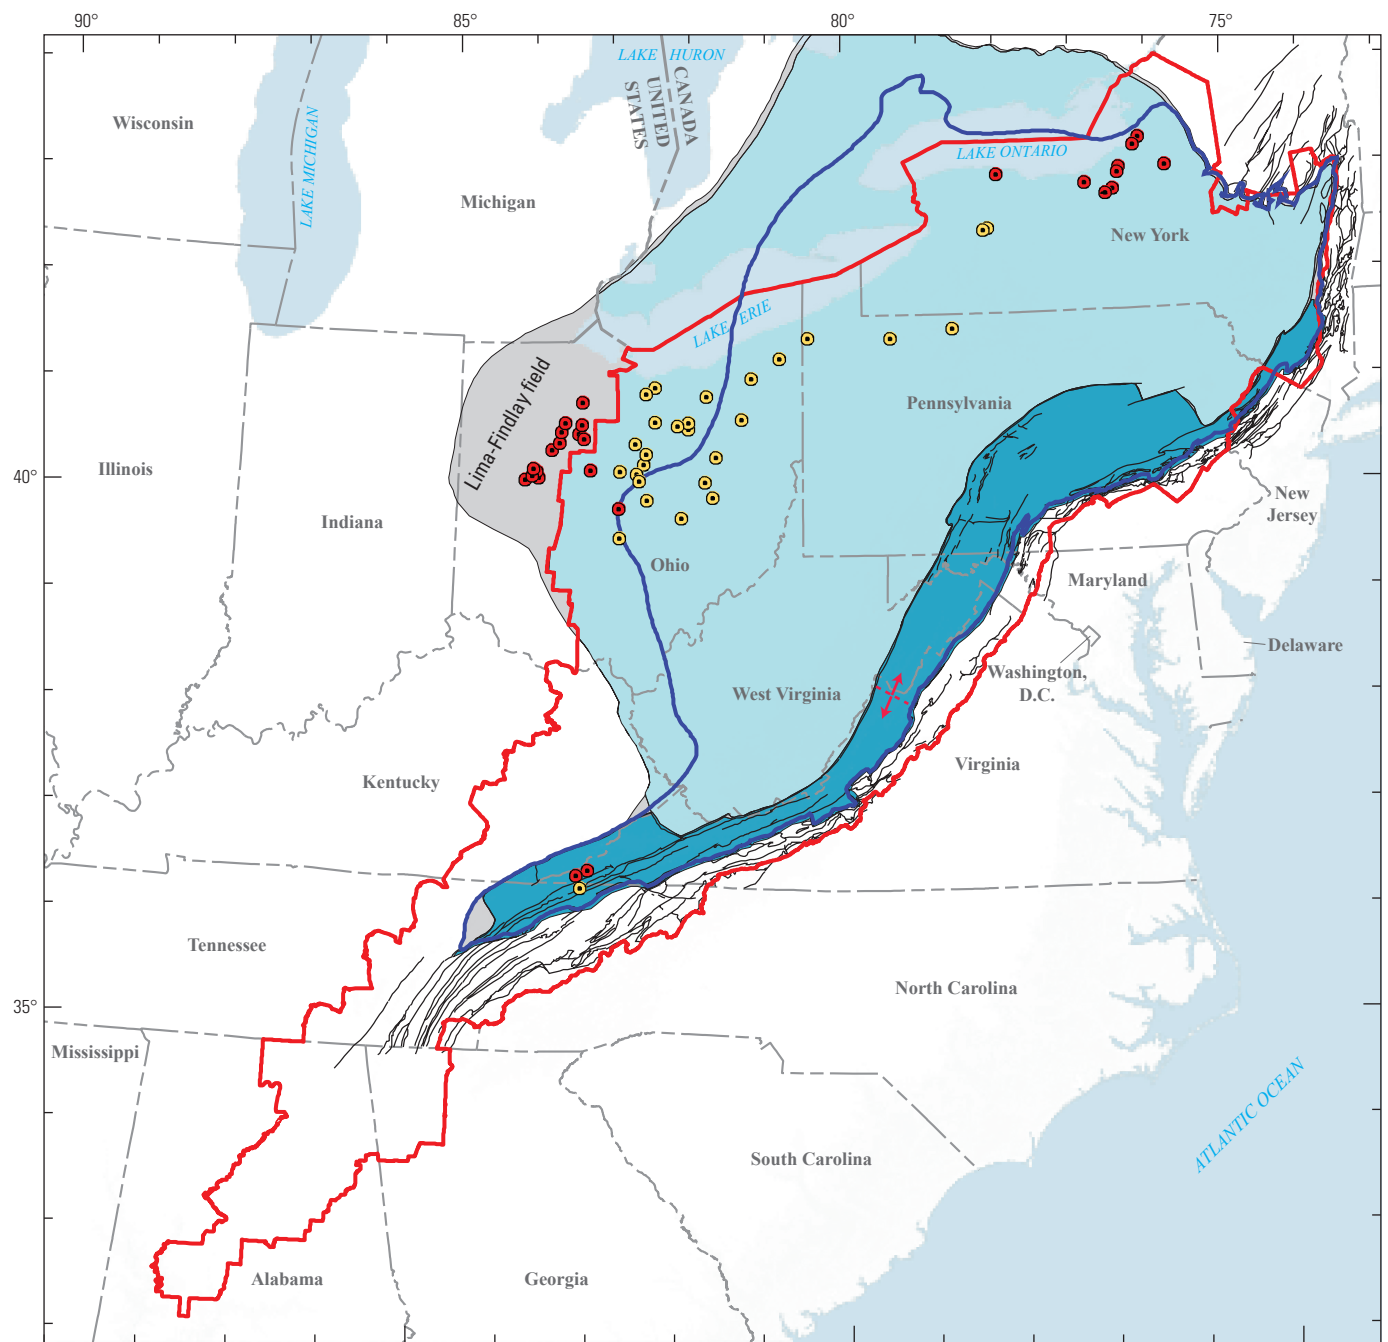 90°
85°
80°
75°
LAKE HURON
CANADA
UNITED
STATES
Wisconsin
LAKE MICHIGAN
LAKE ONTARIO
Michigan
New York
LAKE ERIE
Lima-Findlay field
Pennsylvania
40°
Illinois
Indiana
New
Jersey
Ohio
Maryland
Delaware
Washington,
D.C.
West Virginia
Virginia
Kentucky
Tennessee
North Carolina
35°
Mississippi
ATLANTIC OCEAN
South Carolina
Alabama
Georgia